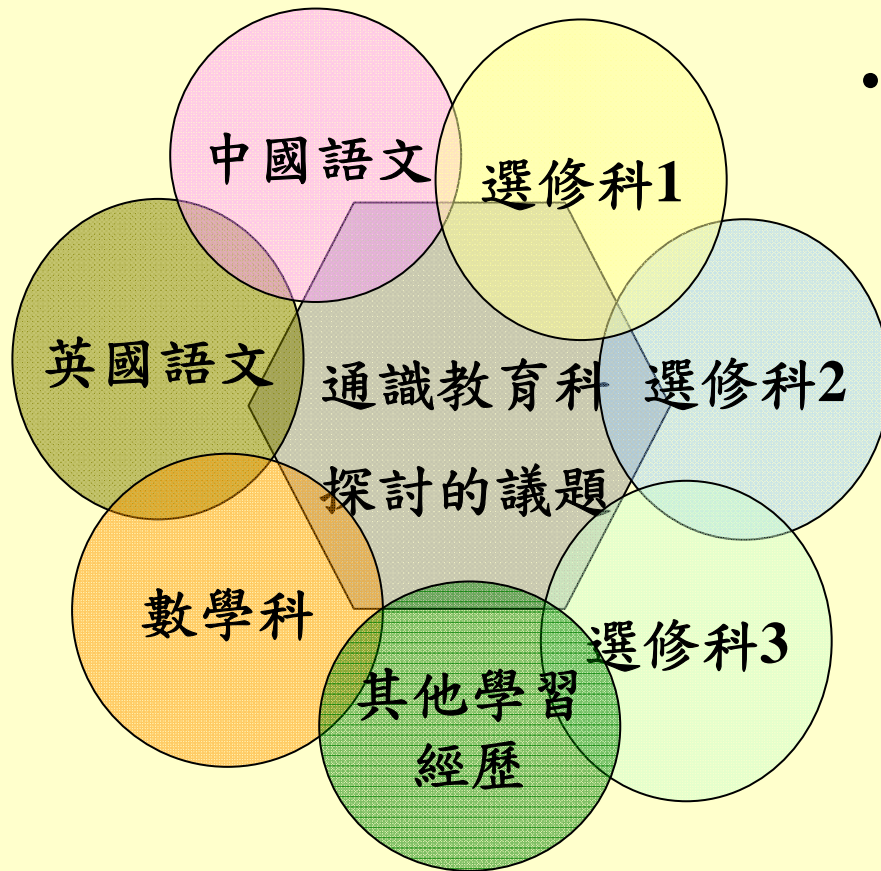 中國語文
選修科1
英國語文
通識教育科
探討的議題
選修科2
數學科
選修科3
其他學習
經歷